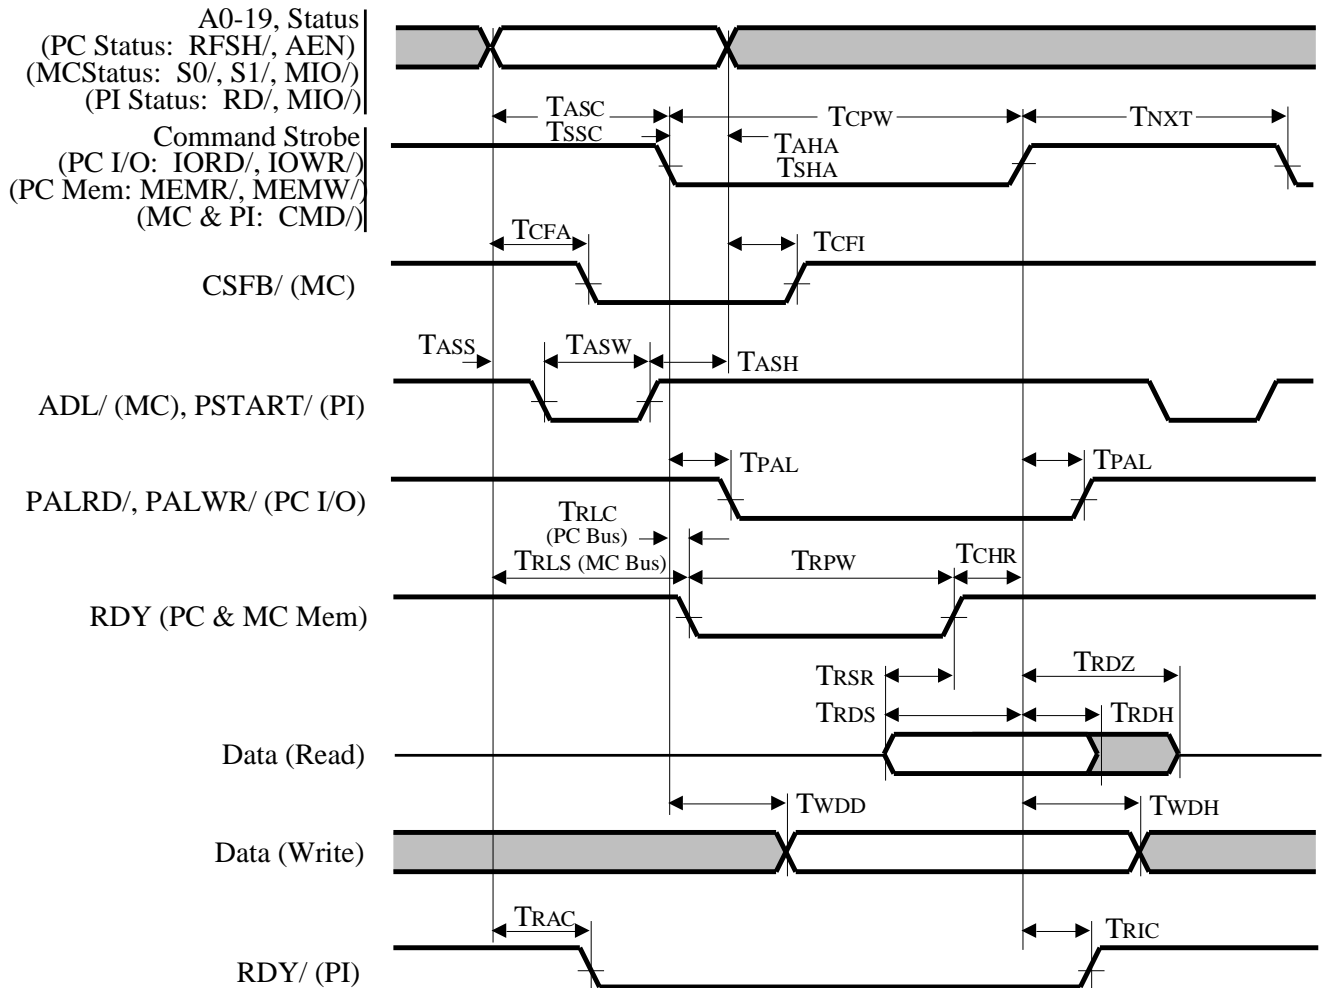 A0-19, Status
(PC Status: RFSH/, AEN)
(MCStatus: S0/, S1/, MIO/)
(PI Status: RD/, MIO/)
TASC
TCPW
TNXT
TSSC
TAHA
TSHA
Command Strobe
(PC I/O: IORD/, IOWR/)
(PC Mem: MEMR/, MEMW/)
(MC & PI: CMD/)
TCFA
TCFI
CSFB/ (MC)
TASS
TASW
TASH
ADL/ (MC), PSTART/ (PI)
TPAL
TPAL
PALRD/, PALWR/ (PC I/O)
TRLC
(PC Bus)
TRLS (MC Bus)
TRPW
TCHR
RDY (PC & MC Mem)
TRSR
TRDZ
TRDS
TRDH
Data (Read)
TWDD
TWDH
Data (Write)
TRAC
TRIC
RDY/ (PI)